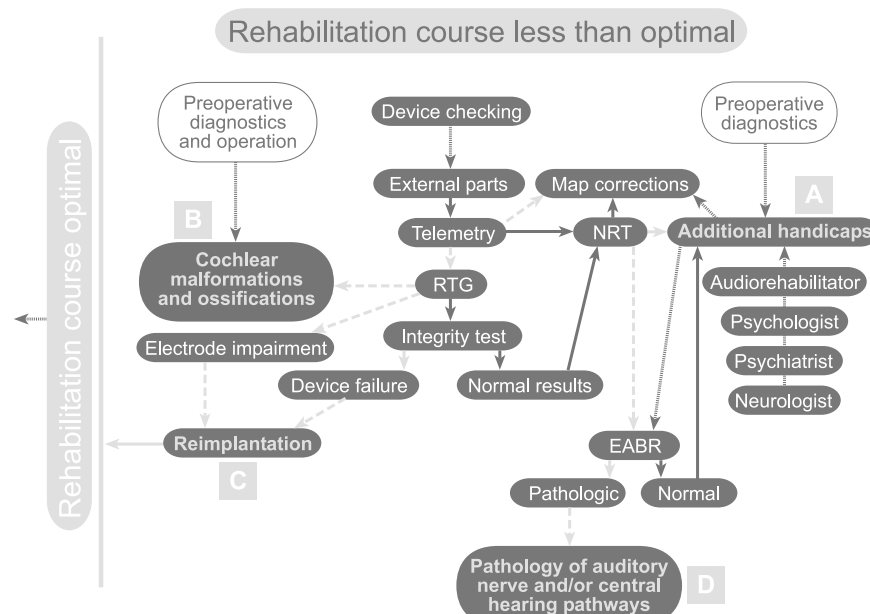 Rehabilitation course less than optimal
Rehabilitation course optimal
Preoperative
diagnostics
and operation
Device checking
Preoperative
diagnostics
External parts
Map corrections
A
B
Telemetry
NRT
Additional handicaps
Cochlear
malformations
and ossifications
RTG
Audiorehabilitator
Integrity test
Psychologist
Electrode impairment
Psychiatrist
Device failure
Normal results
Neurologist
Reimplantation
EABR
C
Pathologic
Normal
Pathology of auditory
nerve and/or central
hearing pathways
D